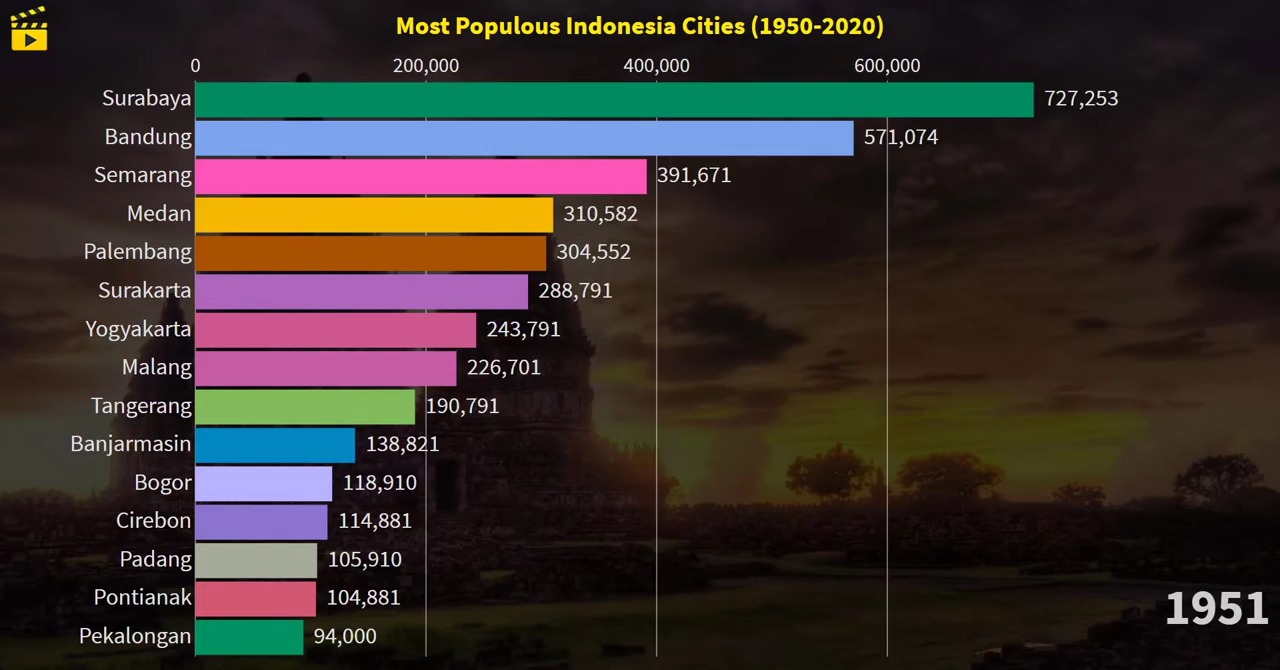 Most Populous Indonesia Cities (1950-2020)
0 200,000 400,000 600,000
Surabaya 727,253
Bandung 571,074
Semarang 391,671
Medan 310,582
Palembang 304,552
Surakarta 288,791
Yogyakarta 243,791
Malang 226,701
Tangerang 190,791
Banjarmasin 138,821
Bogor 118,910
Cirebon 114,881
Padang 105,910
Pontianak 104,881
Pekalongan 94,000
1951